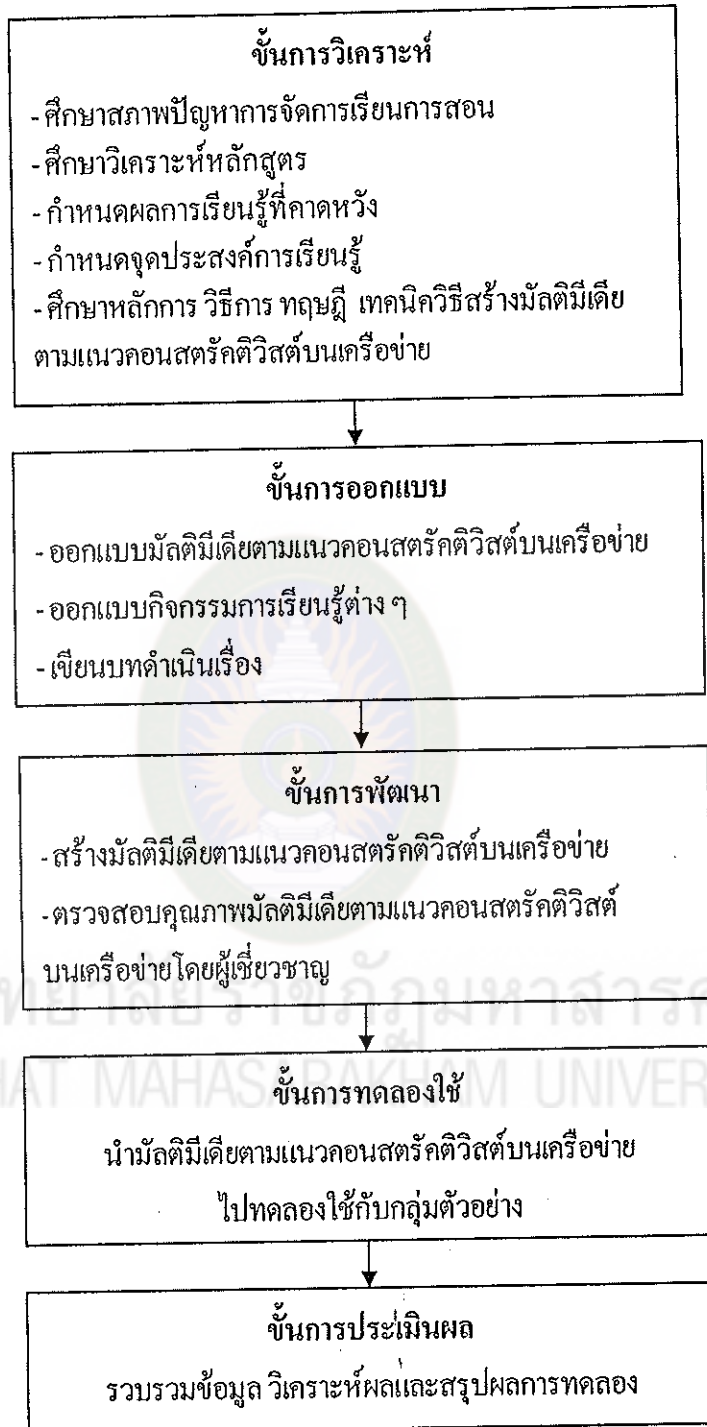 ขั้นการวิเคราะห์
-ศึกษาสภาพปัญหาการจัดการเรียนการสอน
-ศึกษาวิเคราะห์หลักสูตร
-กำหนดผลการเรียนรู้ที่คาดหวัง
-กำหนดจุดประสงค์การเรียนรู้
-ศึกษาหลักการ วิธีการ ทฤษฎี เทคนิควิธีสร้างมัลติมีเดีย
ตามแนวคอนสตรัคติวิสต์บนเครือข่าย
ขั้นการออกแบบ
-ออกแบบมัลติมีเดียตามแนวคอนสตรัคติวิสต์บนเครือข่าย
-ออกแบบกิจกรรมการเรียนรู้ต่าง ๆ
-เขียนบทดำเนินเรื่อง
ขั้นการพัฒนา
-สร้างมัลติมีเดียตามแนวคอนสตรัคติวิสต์บนเครือข่าย
-ตรวจสอบคุณภาพมัลติมีเดียตามแนวคอนสตรัคติวิสต์
บนเครือข่ายโดยผู้เชี่ยวชาญ
ทยาลัยราชภัฏมหาสารค
HAT MAHASARAKHAM UNIVER
ขั้นการทดลองใช้
นำมัลติมีเดียตามแนวคอนสตรัคติวิสต์บนเครือข่าย
ไปทดลองใช้กับกลุ่มตัวอย่าง
ขั้นการประเมินผล
รวบรวมข้อมูล วิเคราะห์ผลและสรุปผลการทดลอง